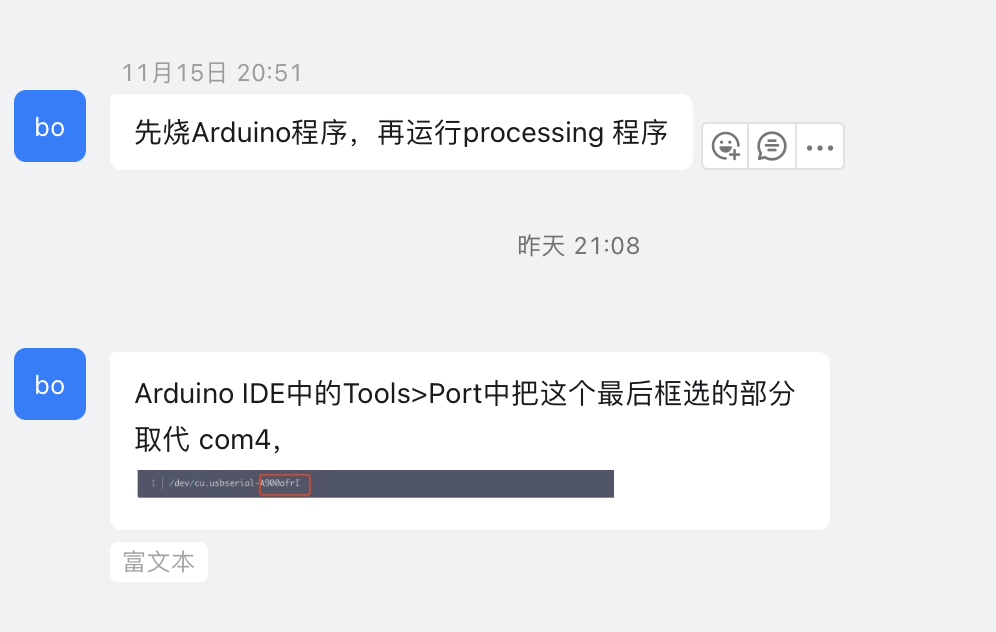 11月15日 20:51
bo
先烧Arduino程序，再运行processing 程序
昨天 21:08
bo
Arduino IDE中的Tools>Port中把这个最后框选的部分
取代 com4，
1 /dev/cu.usbserial-A900afrI
富文本